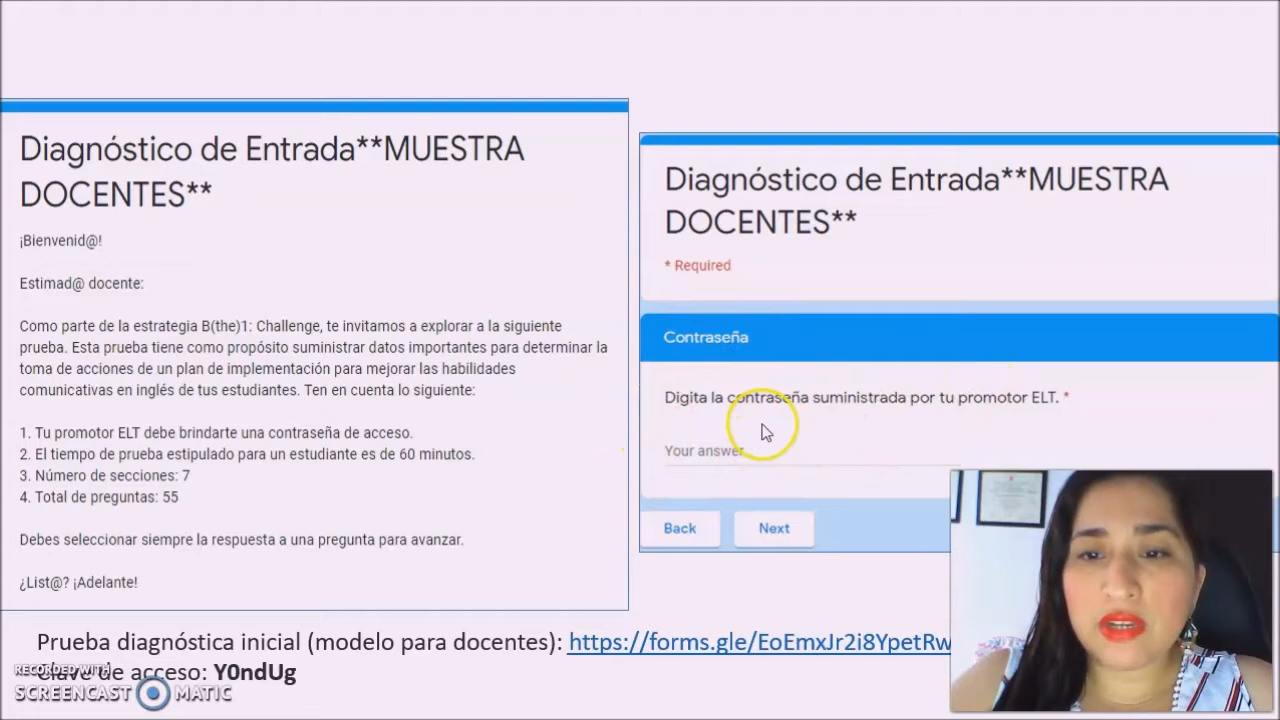 Diagnóstico de Entrada**MUESTRA
DOCENTES**
¡Bienvenid@!
Estimad@ docente:
Como parte de la estrategia B(the)1: Challenge, te invitamos a explorar a la siguiente
prueba. Esta prueba tiene como propósito suministrar datos importantes para determinar la
toma de acciones de un plan de implementación para mejorar las habilidades
comunicativas en inglés de tus estudiantes. Ten en cuenta lo siguiente:
1. Tu promotor ELT debe brindarte una contraseña de acceso.
2. El tiempo de prueba estipulado para un estudiante es de 60 minutos.
3. Número de secciones: 7
4. Total de preguntas: 55
Debes seleccionar siempre la respuesta a una pregunta para avanzar.
¿List@? ¡Adelante!
Diagnóstico de Entrada**MUESTRA
DOCENTES**
* Required
Contraseña
Digita la contraseña suministrada por tu promotor ELT. *
Your answer
Back
Next
Prueba diagnóstica inicial (modelo para docentes): https://forms.gle/EoEmxJr2i8YpetRw
Clave de acceso: Y0ndUg
RECORDED WITH
SCREENCAST MATIC